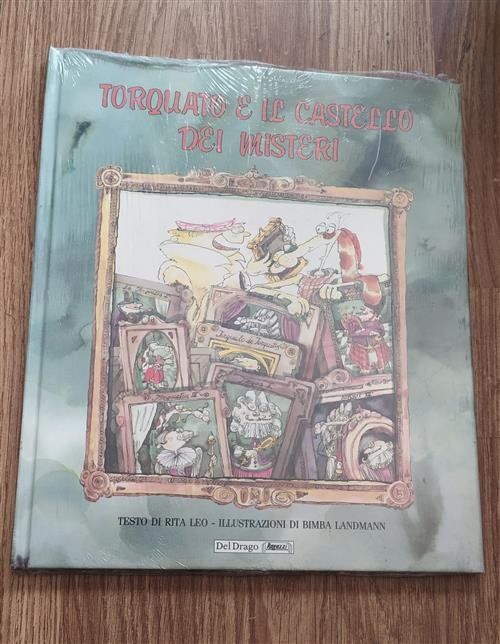 TORQUATO E IL CASTELLO
DEI MISTERI
TESTO DI RITA LEO - ILLUSTRAZIONI DI BIMBA LANDMANN
Del Drago